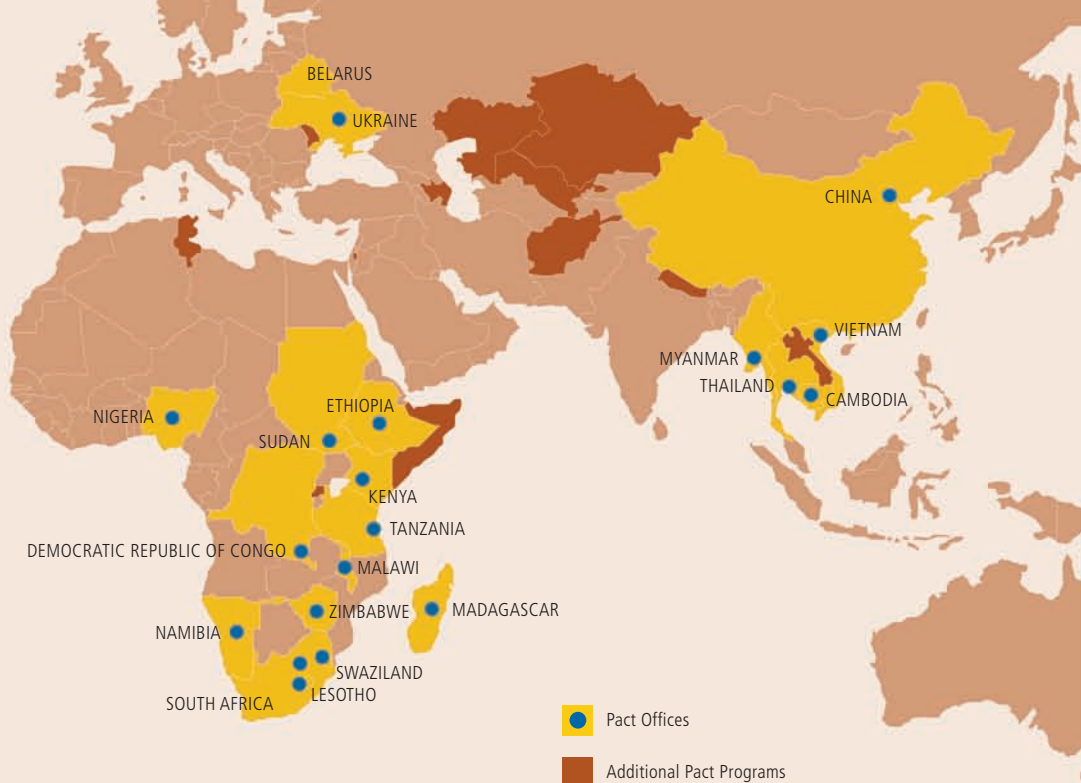 BELARUS
UKRAINE
CHINA
VIETNAM
MYANMAR
THAILAND
CAMBODIA
NIGERIA
ETHIOPIA
SUDAN
KENYA
TANZANIA
DEMOCRATIC REPUBLIC OF CONGO
MALAWI
ZIMBABWE
MADAGASCAR
NAMIBIA
SWAZILAND
LESOTHO
SOUTH AFRICA
Pact Offices
Additional Pact Programs